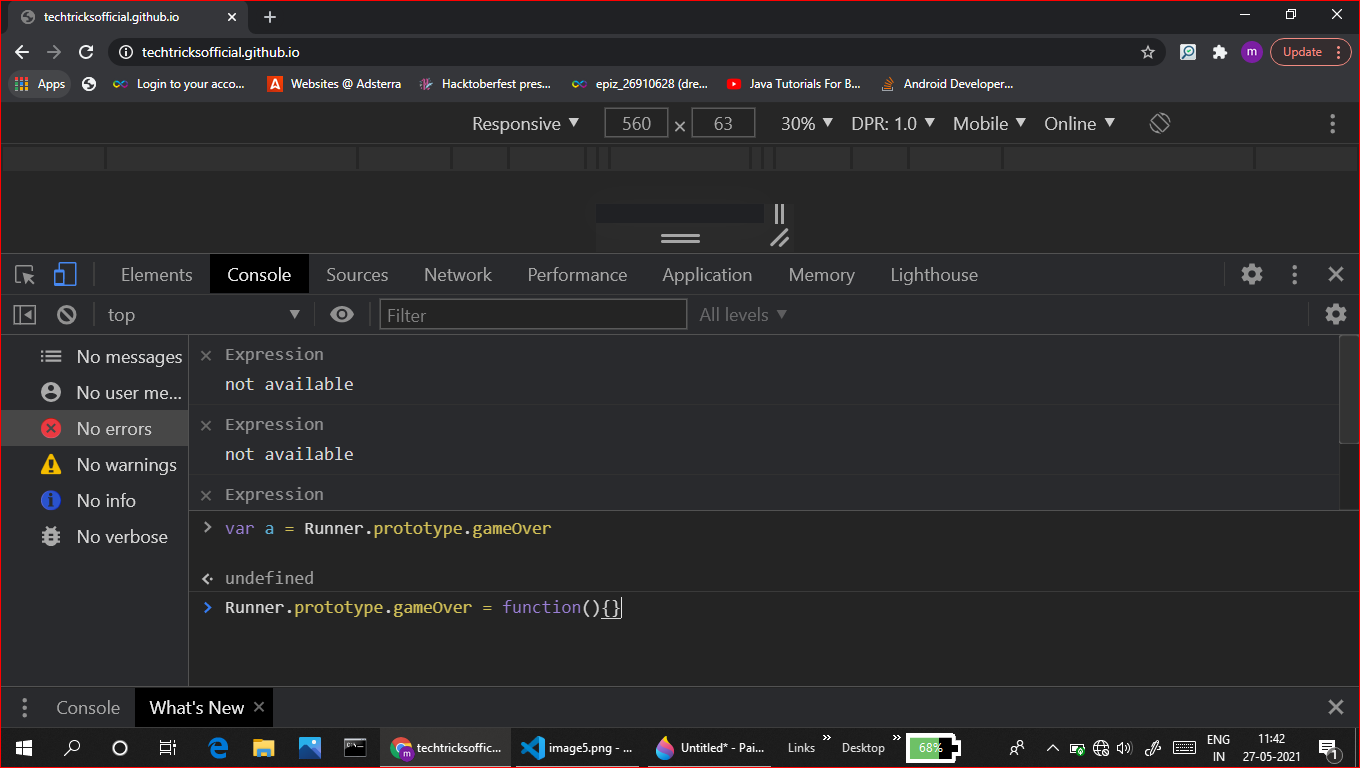 techtricksofficial.github.io
techtricksofficial.github.io
m
Update
Apps
Login to your acco...
Websites @ Adsterra
Hacktoberfest pres...
epiz_26910628 (dre...
Java Tutorials For B...
Android Developer...
Responsive 560 × 63 30% DPR: 1.0 Mobile Online
Elements Console Sources Network Performance Application Memory Lighthouse
top Filter All levels
No messages
No user me...
No errors
No warnings
No info
No verbose
Expression
not available
Expression
not available
Expression
var a = Runner.prototype.gameOver
undefined
Runner.prototype.gameOver = function(){}
Console What's New
techtricksoffic... image5.png - ... Untitled* - Pai... Links » Desktop » 68%
ENG
IN
11:42
27-05-2021
1